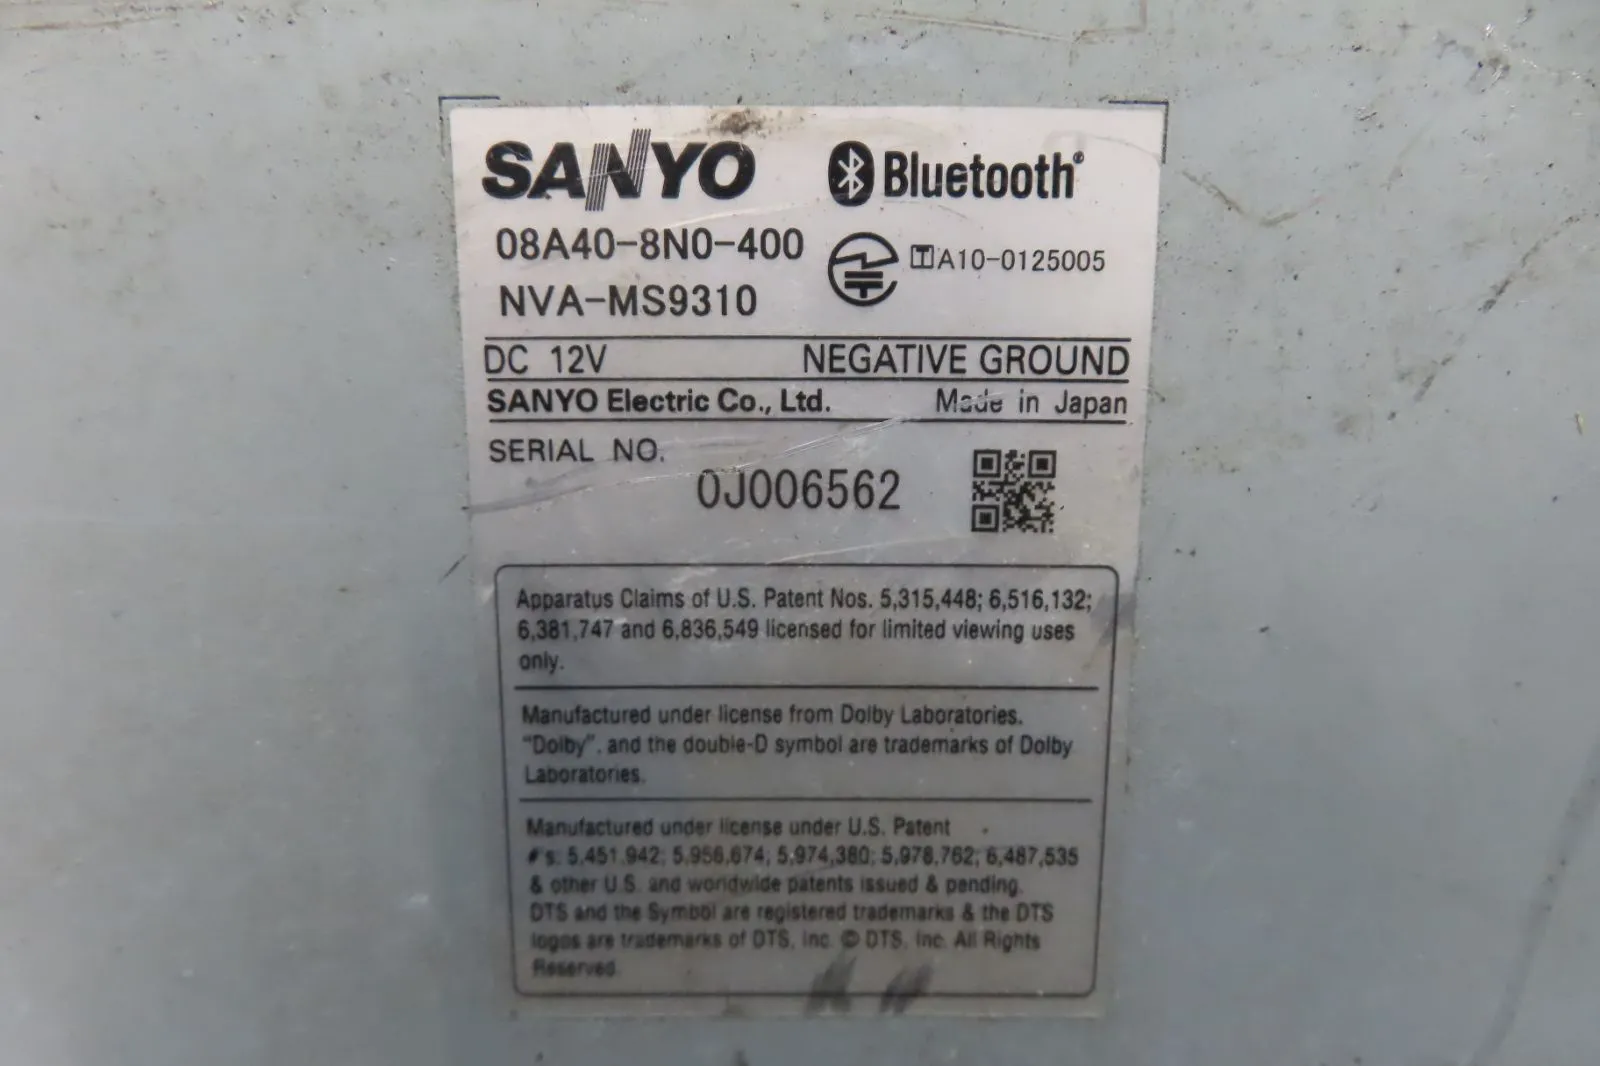 SANYO
Bluetooth®
08A40-8N0-400
T A10-0125005
NVA-MS9310
DC 12V NEGATIVE GROUND
SANYO Electric Co., Ltd. Made in Japan
SERIAL NO.
0J006562
Apparatus Claims of U.S. Patent Nos. 5,315,448; 6,516,132;
6,381,747 and 6,836,549 licensed for limited viewing uses
only.
Manufactured under license from Dolby Laboratories.
"Dolby". and the double-D symbol are trademarks of Dolby
Laboratories.
Manufactured under license under U.S. Patent
#'s: 5,451,942; 5,956,674; 5,974,380; 5,978,762; 6,487,535
& other U.S. and worldwide patents issued & pending.
DTS and the Symbol are registered trademarks & the DTS
logos are trademarks of DTS, Inc. © DTS, Inc. All Rights
Reserved.